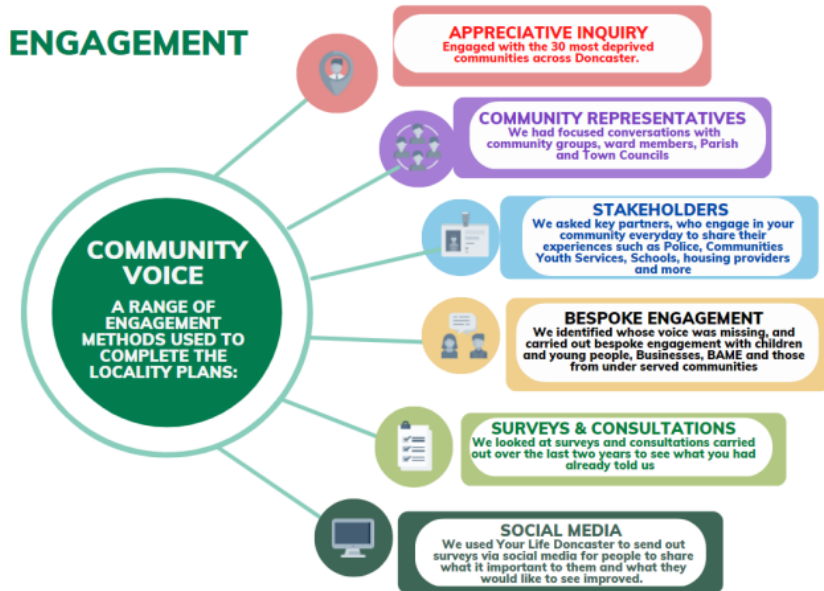 ENGAGEMENT
APPRECIATIVE INQUIRY
Engaged with the 30 most deprived
communities across Doncaster.
COMMUNITY REPRESENTATIVES
We had focused conversations with
community groups, ward members, Parish
and Town Councils
STAKEHOLDERS
We asked key partners, who engage in your
community everyday to share their
experiences such as Police, Communities
Youth Services, Schools, housing providers
and more
COMMUNITY
VOICE
A RANGE OF
ENGAGEMENT
METHODS USED TO
COMPLETE THE
LOCALITY PLANS:
BESPOKE ENGAGEMENT
We identified whose voice was missing, and
carried out bespoke engagement with children
and young people, Businesses, BAME and those
from under served communities
SURVEYS & CONSULTATIONS
We looked at surveys and consultations carried
out over the last two years to see what you had
already told us
SOCIAL MEDIA
We used Your Life Doncaster to send out
surveys via social media for people to share
what it important to them and what they
would like to see improved.